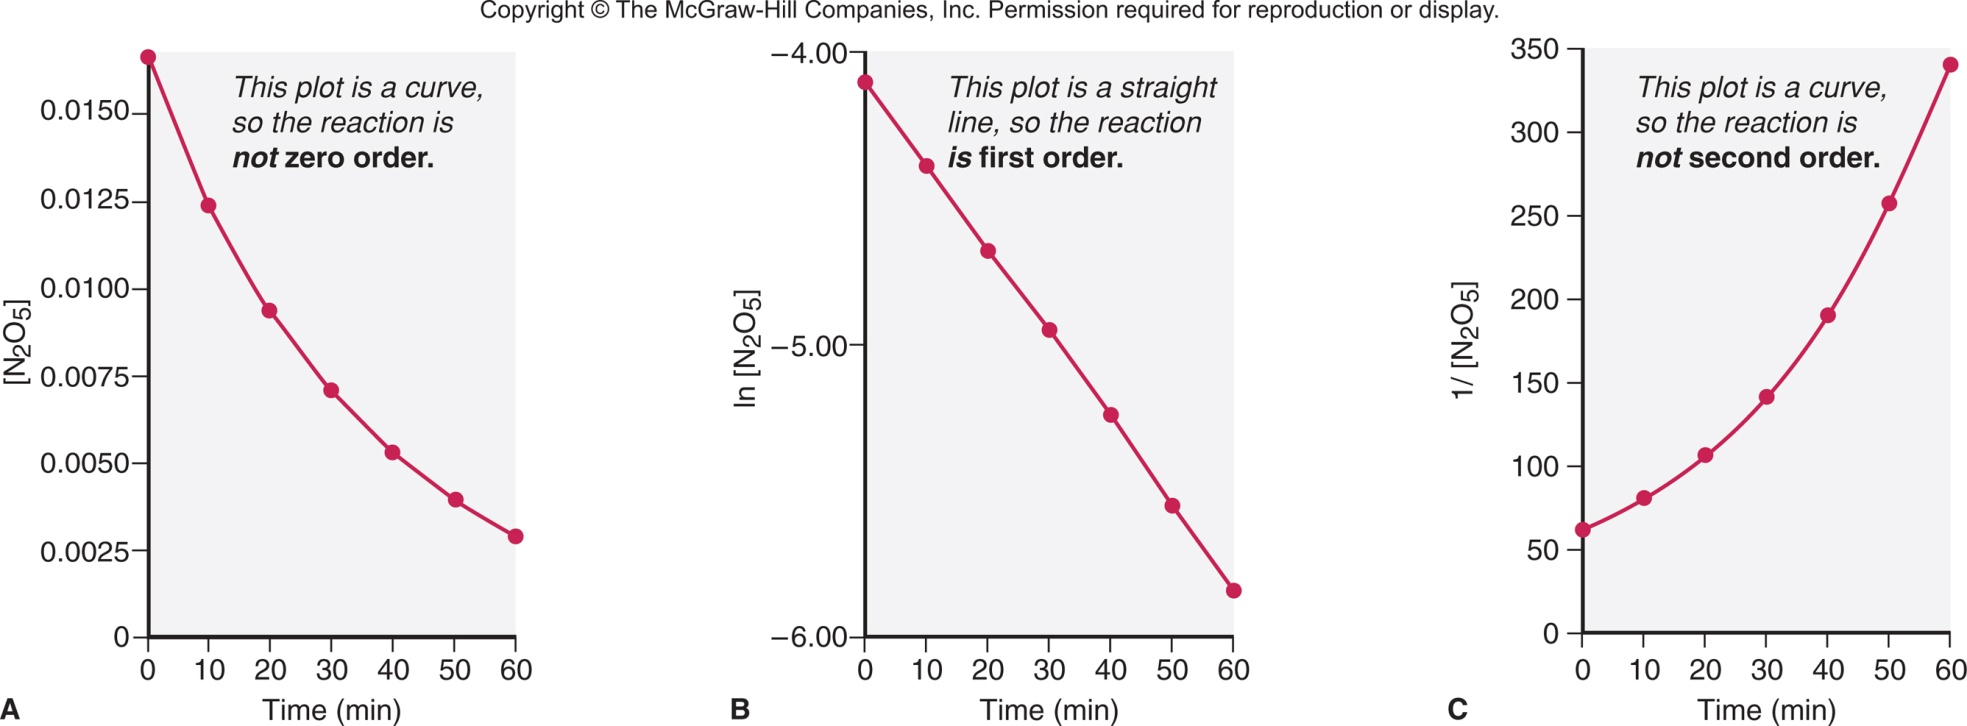 Copyright © The McGraw-Hill Companies, Inc. Permission required for reproduction or display.
This plot is a curve,
so the reaction is
not zero order.
0.0150
0.0125
0.0100
0.0075
0.0050
0.0025
0
[N₂O₅]
0 10 20 30 40 50 60
Time (min)
A
This plot is a straight
line, so the reaction
is first order.
−4.00
−5.00
−6.00
ln [N₂O₅]
0 10 20 30 40 50 60
Time (min)
B
This plot is a curve,
so the reaction is
not second order.
350
300
250
200
150
100
50
0
1/ [N₂O₅]
0 10 20 30 40 50 60
Time (min)
C